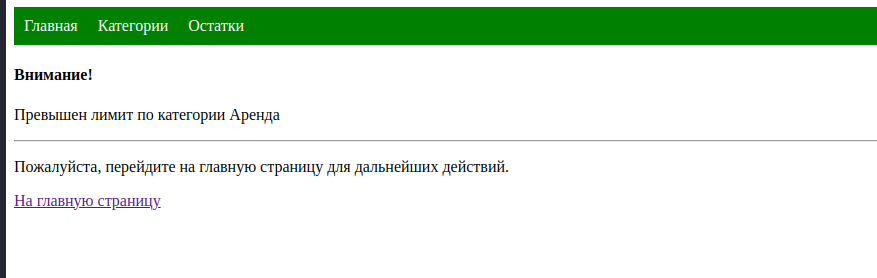 Главная Категории Остатки
Внимание!
Превышен лимит по категории Аренда
Пожалуйста, перейдите на главную страницу для дальнейших действий.
На главную страницу